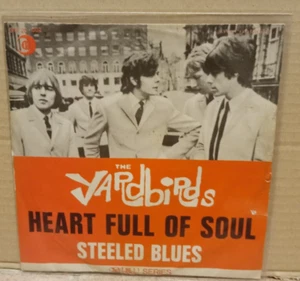 THE
YARDBIRDS
HEART FULL OF SOUL
STEELED BLUES